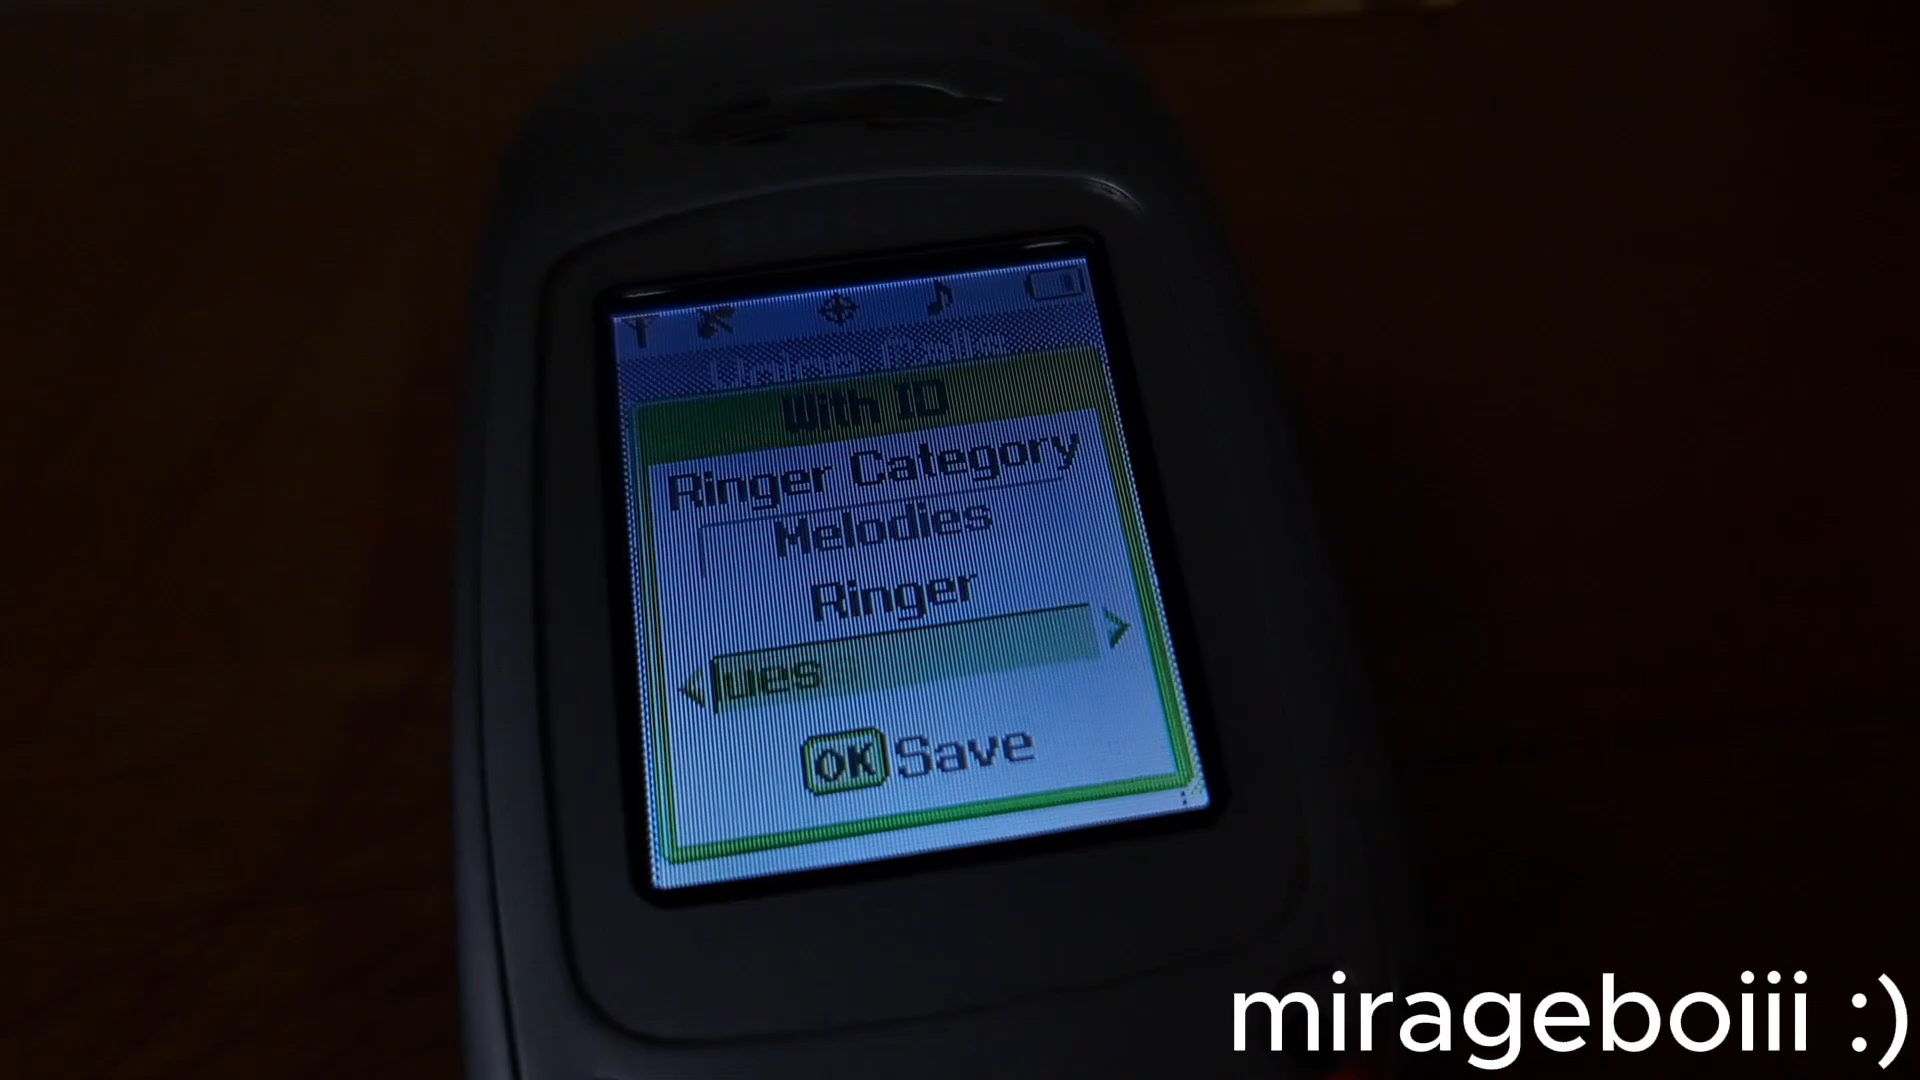 With ID
Ringer Category
Melodies
Ringer
ues
OK Save
mirageboiii :)